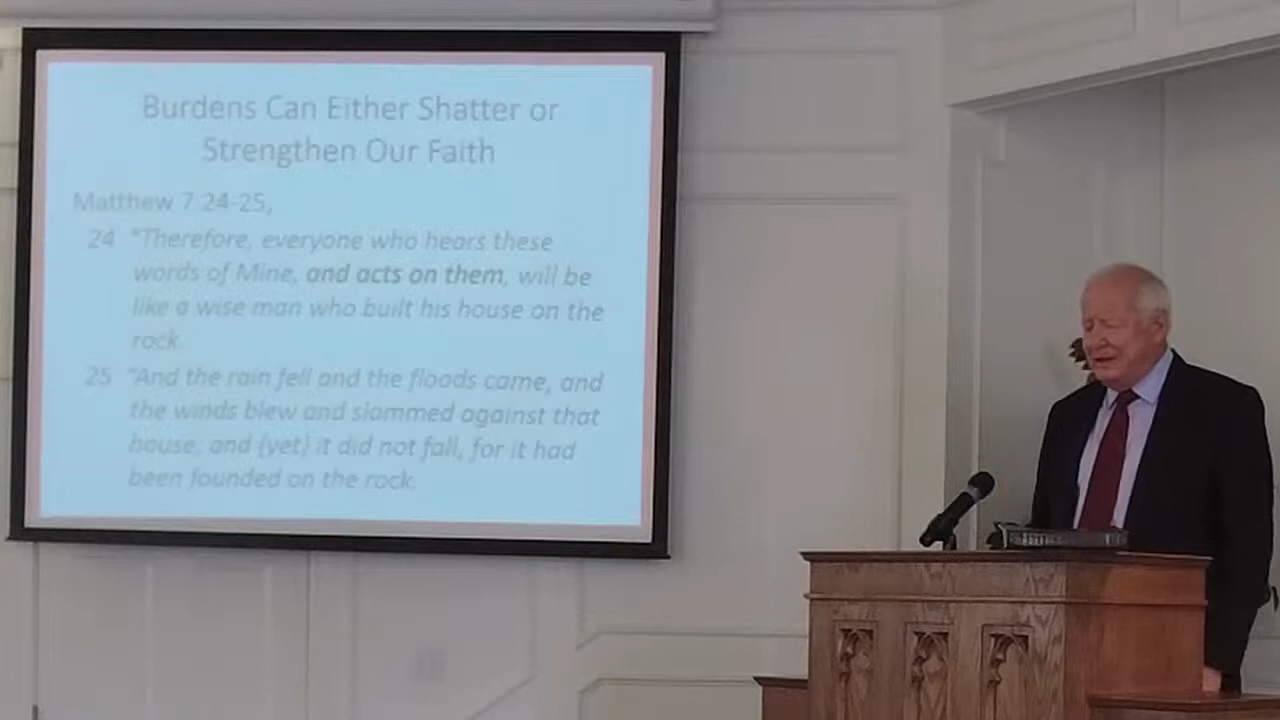 Burdens Can Either Shatter or
Strengthen Our Faith
Matthew 7:24-25,
24 "Therefore, everyone who hears these
words of Mine, and acts on them, will be
like a wise man who built his house on the
rock.
25 "And the rain fell and the floods came, and
the winds blew and slammed against that
house; and {yet} it did not fall, for it had
been founded on the rock.